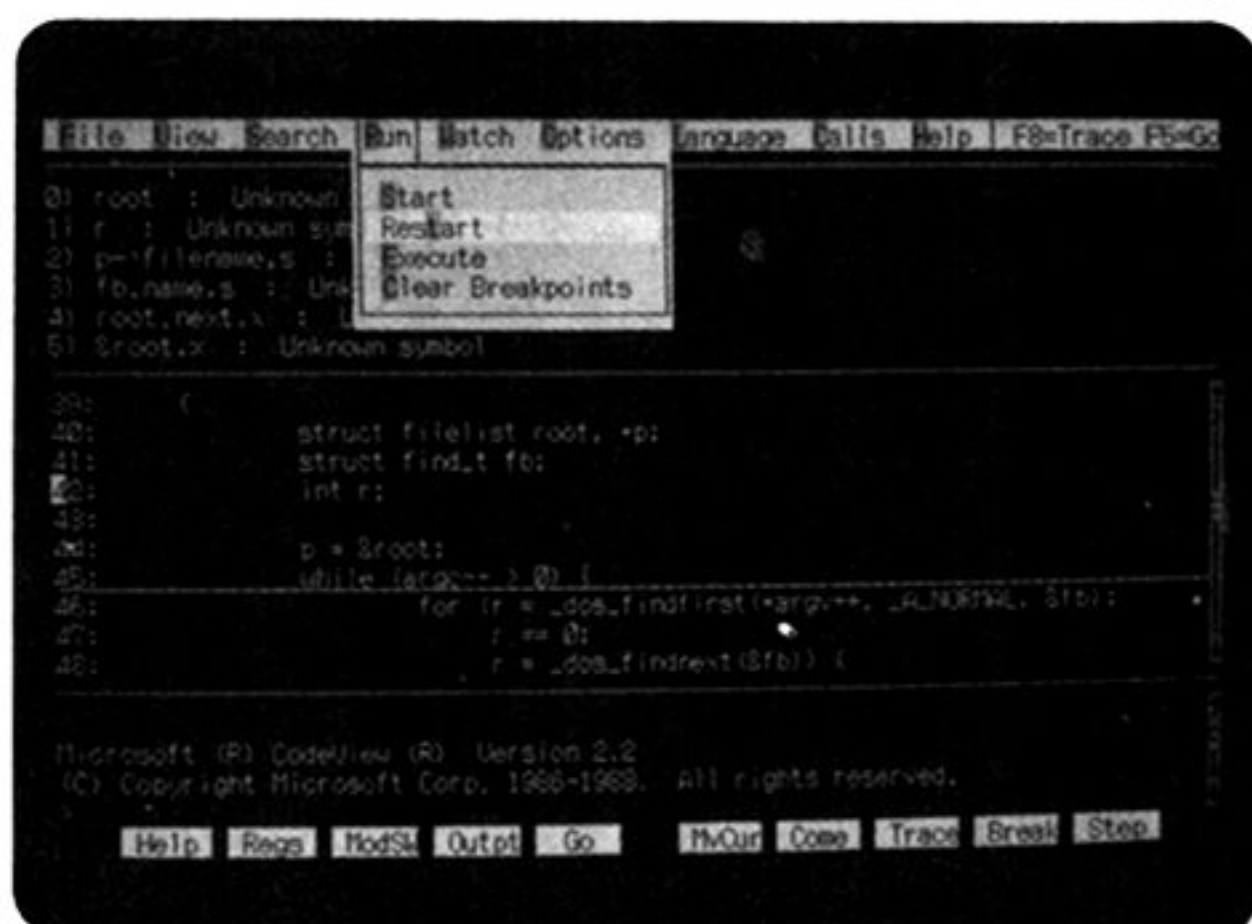 File View Search Run Watch Options Language Calls Help | F8=Trace F5=Go
Start
Restart
Execute
Clear Breakpoints
0) root : Unknown
1) r : Unknown sym
2) p->filename.s :
3) fb.name.s : Unk
4) root.next.x : U
5) &root.x : Unknown symbol
39: {
40: struct filelist root, *p;
41: struct find_t fb;
42: int r;
43:
44: p = &root;
45: while (argc-- > 0) {
46: for (r = _dos_findfirst(*argv++, _A_NORMAL, &fb);
47: r == 0;
48: r = _dos_findnext(&fb)) {
Microsoft (R) CodeView (R) Version 2.2
(C) Copyright Microsoft Corp. 1986-1988. All rights reserved.
>
Help Regs ModSw Outpt Go MvCur Come Trace Break Step